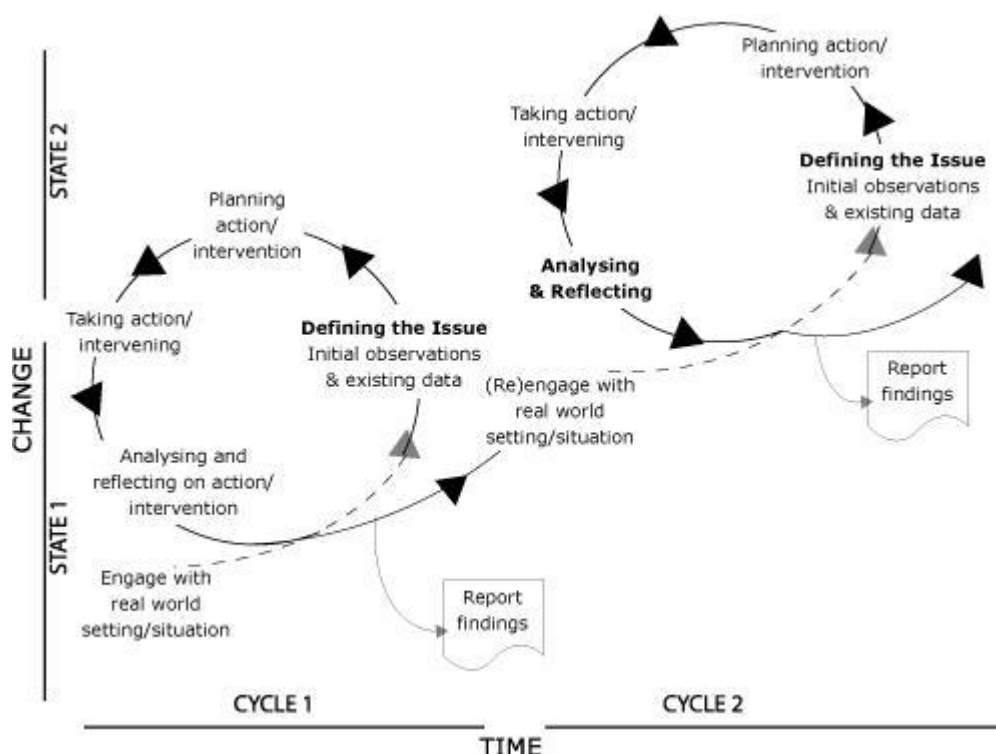 CHANGE
STATE 2
STATE 1
Planning
action/
intervention
Taking action/
intervening
Defining the Issue
Initial observations
& existing data
Analysing and
reflecting on action/
intervention
Engage with
real world
setting/situation
Report
findings
(Re)engage with
real world
setting/situation
Planning action/
intervention
Taking action/
intervening
Defining the Issue
Initial observations
& existing data
Analysing
& Reflecting
Report
findings
CYCLE 1
CYCLE 2
TIME